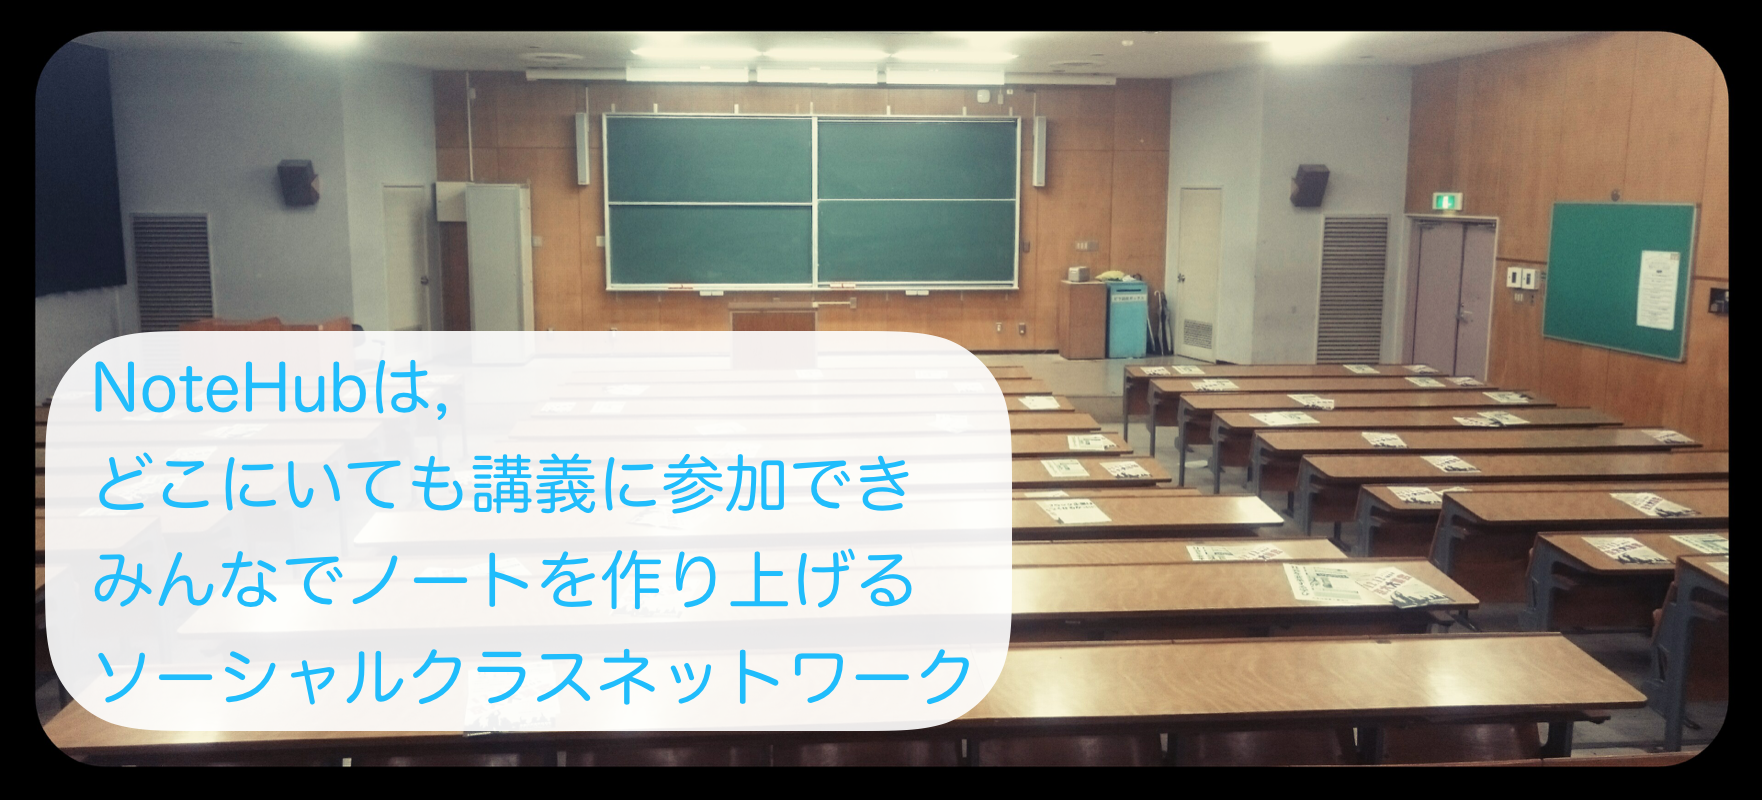 NoteHubは,
どこにいても講義に参加でき
みんなでノートを作り上げる
ソーシャルクラスネットワーク